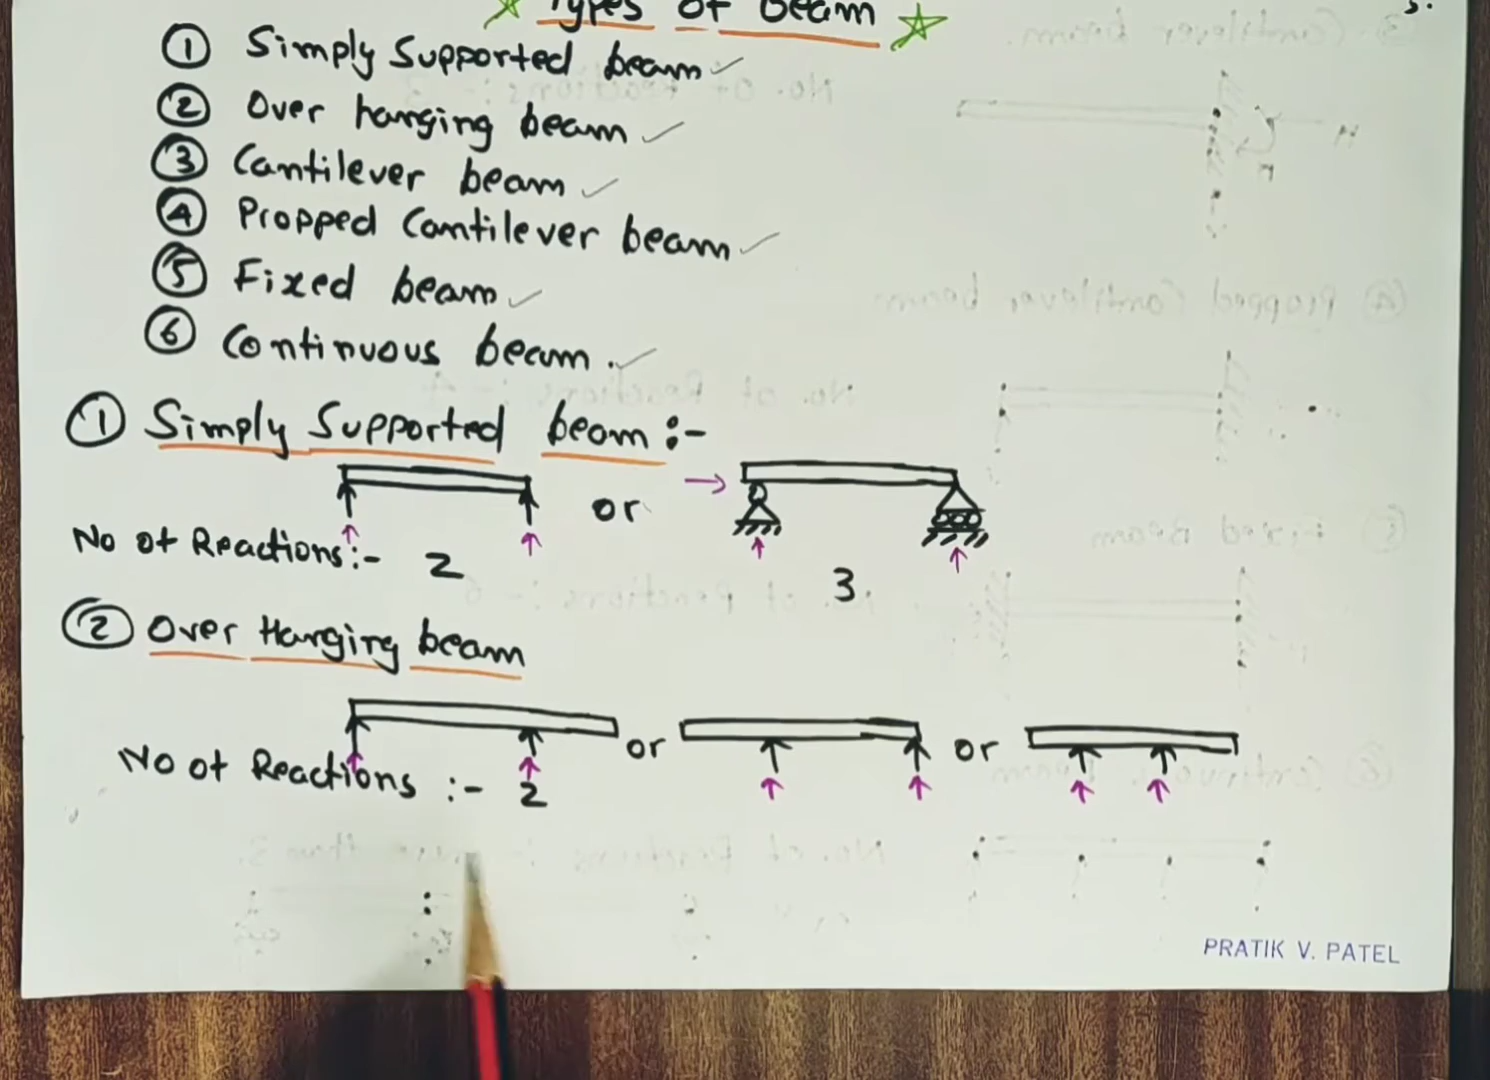 Types of Beam
① Simply Supported beam
② Over hanging beam
③ Cantilever beam
④ Propped Cantilever beam
⑤ Fixed beam
⑥ Continuous beam.
① Simply Supported beam :-
or
No of Reactions :- 2
3.
② Over Hanging beam
or
or
No of Reactions :- 2
PRATIK V. PATEL